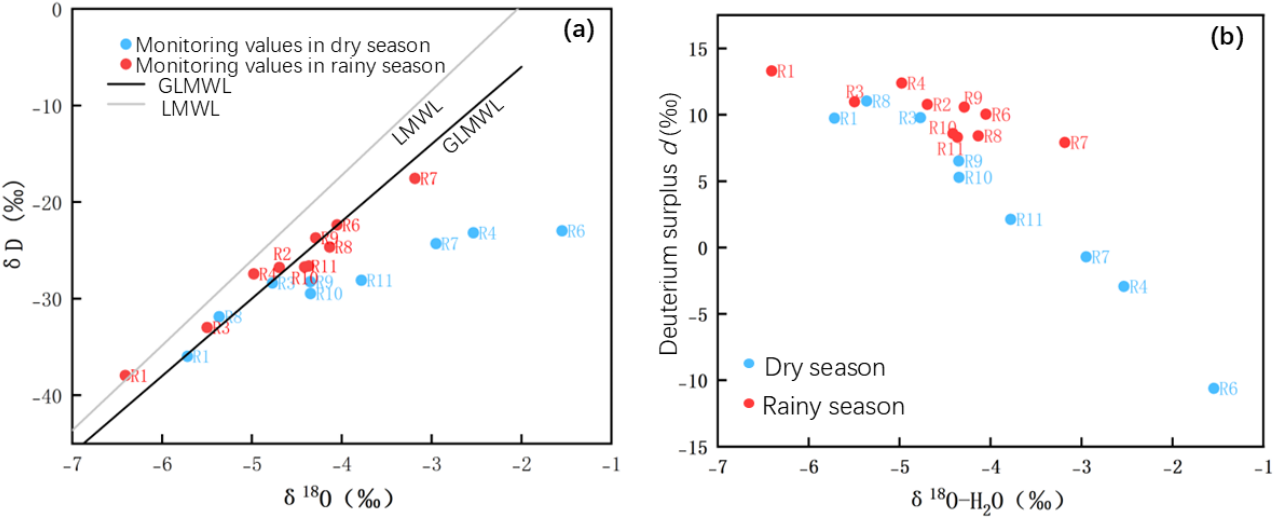 (a)
Monitoring values in dry season
Monitoring values in rainy season
GLMWL
LMWL
LMWL
GLMWL
R7
R6
R9
R8
R2
R4
R11
R10
R3
R1
R6
R4
R7
R11
R9
R10
R3
R8
R1
0
-10
-20
-30
-40
δ D (‰)
-7 -6 -5 -4 -3 -2 -1
δ ¹⁸O (‰)
(b)
R1
R4
R3
R8
R2
R9
R6
R1
R3
R10
R8
R11
R7
R9
R10
R11
R7
R4
R6
Dry season
Rainy season
15
10
5
0
-5
-10
-15
Deuterium surplus d (‰)
-7 -6 -5 -4 -3 -2 -1
δ ¹⁸O-H₂O (‰)